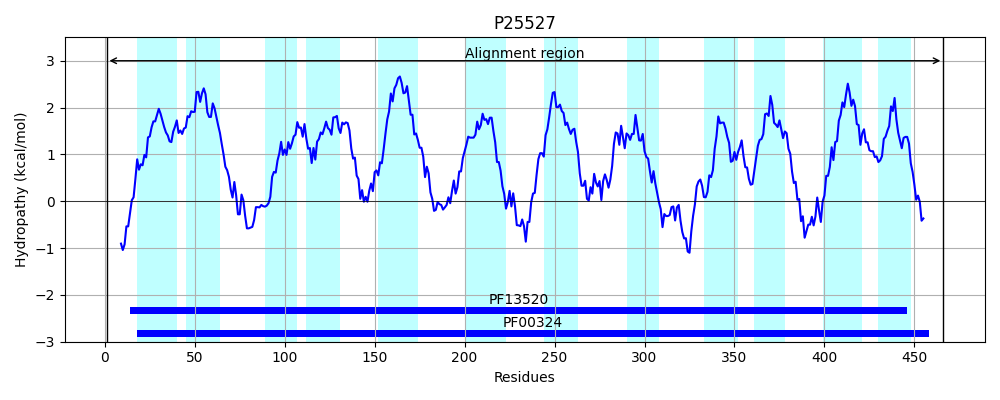 P25527
Alignment region
Hydropathy (kcal/mol)
3
2
1
0
−1
−2
−3
PF13520
PF00324
0 50 100 150 200 250 300 350 400 450
Residues